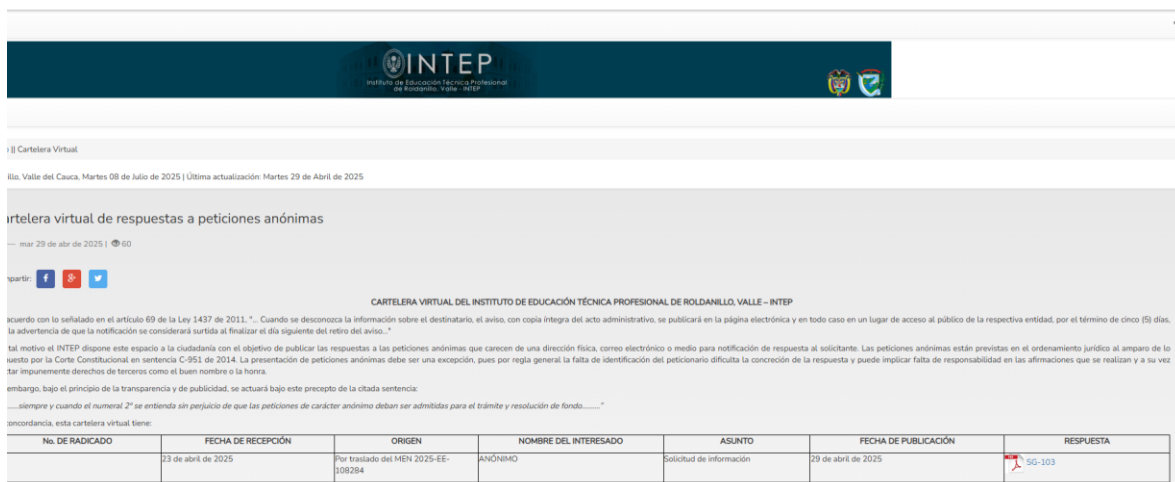 INTEP
Instituto de Educación Técnica Profesional
de Roldanillo, Valle - INTEP
|| Cartelera Virtual
illo, Valle del Cauca, Martes 08 de Julio de 2025 | Última actualización: Martes 29 de Abril de 2025
artelera virtual de respuestas a peticiones anónimas
— mar 29 de abr de 2025 | 60
mpartir:
CARTELERA VIRTUAL DEL INSTITUTO DE EDUCACIÓN TÉCNICA PROFESIONAL DE ROLDANILLO, VALLE – INTEP
acuerdo con lo señalado en el artículo 69 de la Ley 1437 de 2011, "... Cuando se desconozca la información sobre el destinatario, el aviso, con copia íntegra del acto administrativo, se publicará en la página electrónica y en todo caso en un lugar de acceso al público de la respectiva entidad, por el término de cinco (5) días,
la advertencia de que la notificación se considerará surtida al finalizar el día siguiente del retiro del aviso..."
tal motivo el INTEP dispone este espacio a la ciudadanía con el objetivo de publicar las respuestas a las peticiones anónimas que carecen de una dirección física, correo electrónico o medio para notificación de respuesta al solicitante. Las peticiones anónimas están previstas en el ordenamiento jurídico al amparo de lo
puesto por la Corte Constitucional en sentencia C-951 de 2014. La presentación de peticiones anónimas debe ser una excepción, pues por regla general la falta de identificación del peticionario dificulta la concreción de la respuesta y puede implicar falta de responsabilidad en las afirmaciones que se realizan y a su vez
ctar impunemente derechos de terceros como el buen nombre o la honra.
embargo, bajo el principio de la transparencia y de publicidad, se actuará bajo este precepto de la citada sentencia:
......siempre y cuando el numeral 2º se entienda sin perjuicio de que las peticiones de carácter anónimo deban ser admitidas para el trámite y resolución de fondo........."
concordancia, esta cartelera virtual tiene:
No. DE RADICADO FECHA DE RECEPCIÓN ORIGEN NOMBRE DEL INTERESADO ASUNTO FECHA DE PUBLICACIÓN RESPUESTA
23 de abril de 2025 Por traslado del MEN 2025-EE- ANÓNIMO Solicitud de información 29 de abril de 2025 SG-103
108284